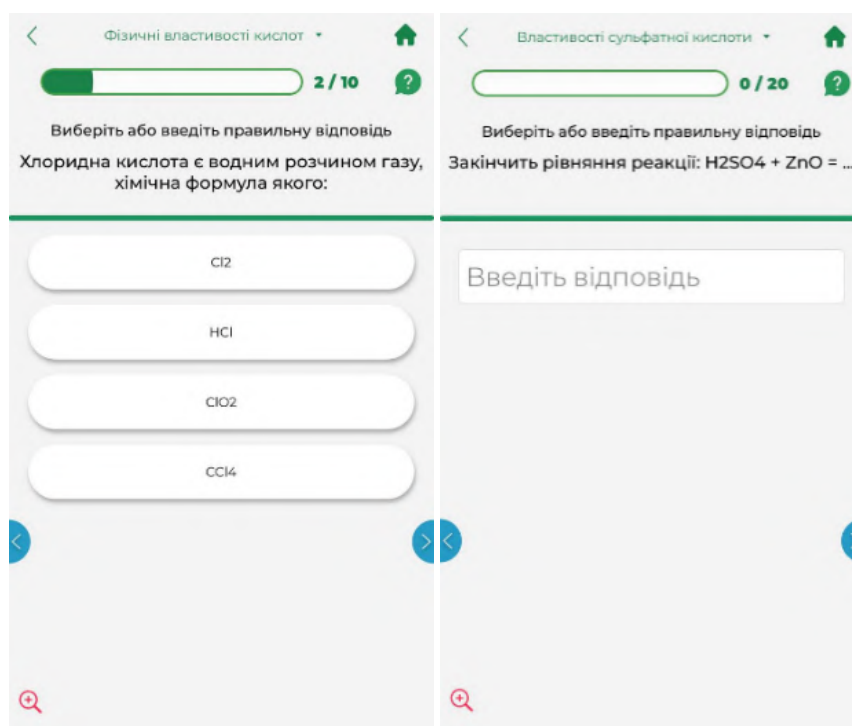 Фізичні властивості кислот
2 / 10
?
Виберіть або введіть правильну відповідь
Хлоридна кислота є водним розчином газу,
хімічна формула якого:
Cl2
HCl
ClO2
CCl4
Властивості сульфатної кислоти
0 / 20
?
Виберіть або введіть правильну відповідь
Закінчить рівняння реакції: H2SO4 + ZnO = ...
Введіть відповідь